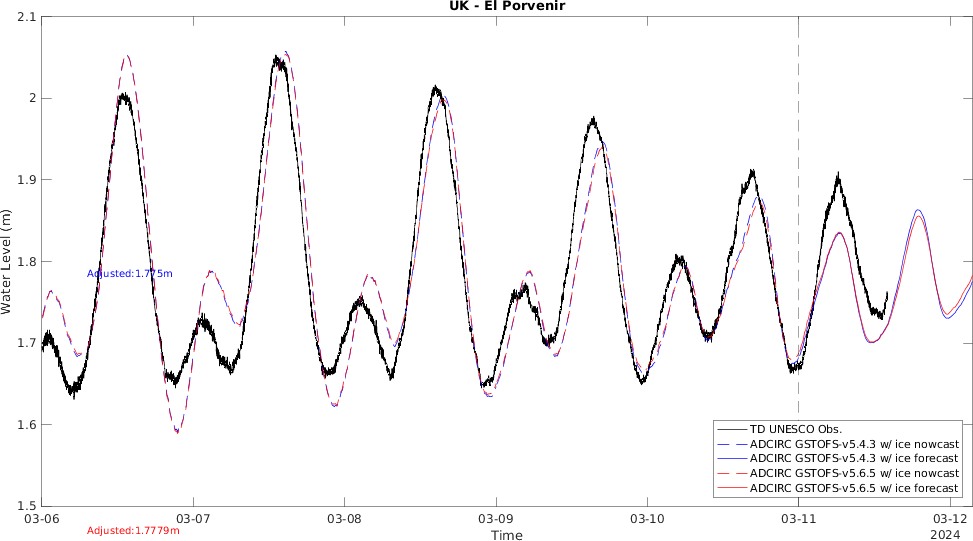 UK - El Porvenir
2.1
2
1.9
1.8
1.7
1.6
1.5
Water Level (m)
Adjusted:1.775m
TD UNESCO Obs.
ADCIRC GSTOFS-v5.4.3 w/ ice nowcast
ADCIRC GSTOFS-v5.4.3 w/ ice forecast
ADCIRC GSTOFS-v5.6.5 w/ ice nowcast
ADCIRC GSTOFS-v5.6.5 w/ ice forecast
03-06 03-07 03-08 03-09 03-10 03-11 03-12
Adjusted:1.7779m
Time
2024